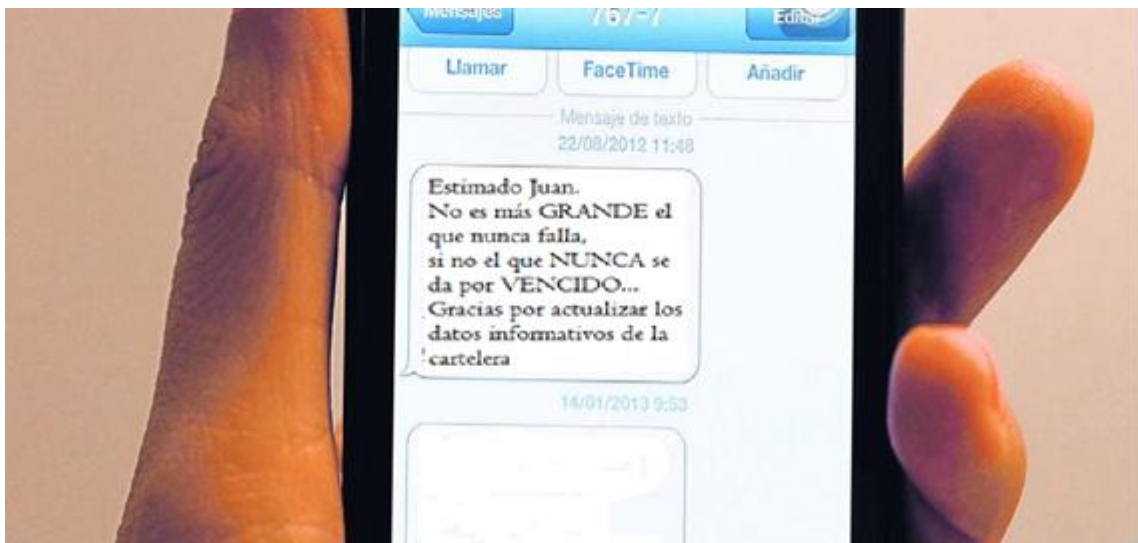 Mensajes 767-7 Editar
Llamar FaceTime Añadir
Mensaje de texto
22/08/2012 11:48
Estimado Juan.
No es más GRANDE el
que nunca falla,
si no el que NUNCA se
da por VENCIDO...
Gracias por actualizar los
datos informativos de la
cartelera
14/01/2013 9:53